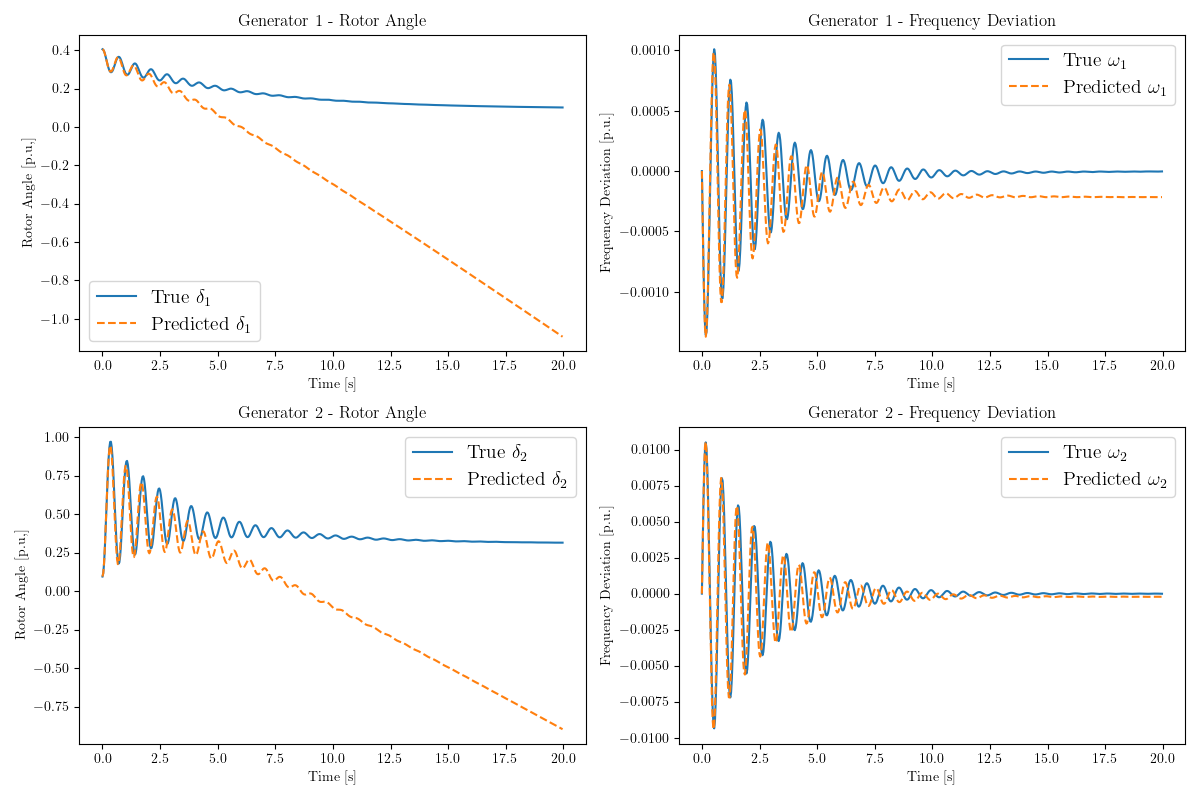 Generator 1 - Rotor Angle
Rotor Angle [p.u,]
0.4
0.2
0.0
−0.2
−0.4
−0.6
−0.8
−1.0
True δ₁
Predicted δ₁
0.0 2.5 5.0 7.5 10.0 12.5 15.0 17.5 20.0
Time [s]
Generator 1 - Frequency Deviation
Frequency Deviation [p.u.]
0.0010
0.0005
0.0000
−0.0005
−0.0010
True ω₁
Predicted ω₁
0.0 2.5 5.0 7.5 10.0 12.5 15.0 17.5 20.0
Time [s]
Generator 2 - Rotor Angle
Rotor Angle [p.u,]
1.00
0.75
0.50
0.25
0.00
−0.25
−0.50
−0.75
True δ₂
Predicted δ₂
0.0 2.5 5.0 7.5 10.0 12.5 15.0 17.5 20.0
Time [s]
Generator 2 - Frequency Deviation
Frequency Deviation [p.u.]
0.0100
0.0075
0.0050
0.0025
0.0000
−0.0025
−0.0050
−0.0075
−0.0100
True ω₂
Predicted ω₂
0.0 2.5 5.0 7.5 10.0 12.5 15.0 17.5 20.0
Time [s]